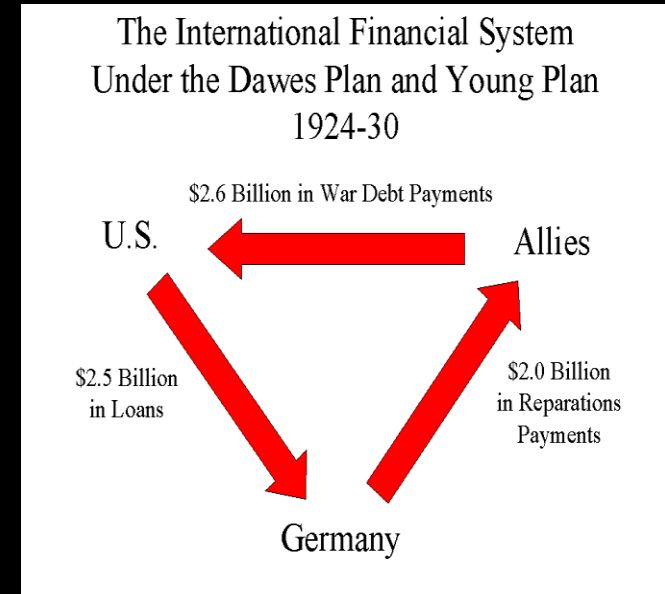 The International Financial System
Under the Dawes Plan and Young Plan
1924-30
$2.6 Billion in War Debt Payments
U.S.
Allies
$2.5 Billion
in Loans
$2.0 Billion
in Reparations
Payments
Germany